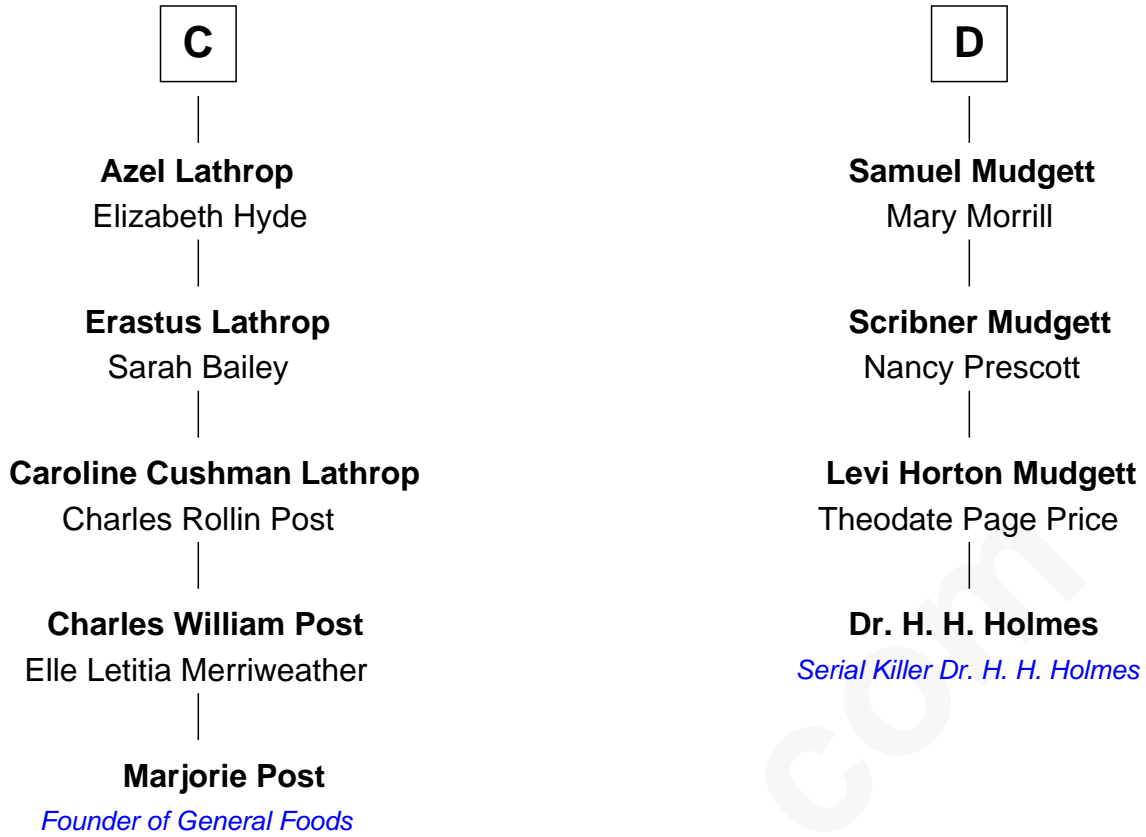 C
Azel Lathrop
Elizabeth Hyde
Erastus Lathrop
Sarah Bailey
Caroline Cushman Lathrop
Charles Rollin Post
Charles William Post
Elle Letitia Merriweather
Marjorie Post
Founder of General Foods
D
Samuel Mudgett
Mary Morrill
Scribner Mudgett
Nancy Prescott
Levi Horton Mudgett
Theodate Page Price
Dr. H. H. Holmes
Serial Killer Dr. H. H. Holmes
com